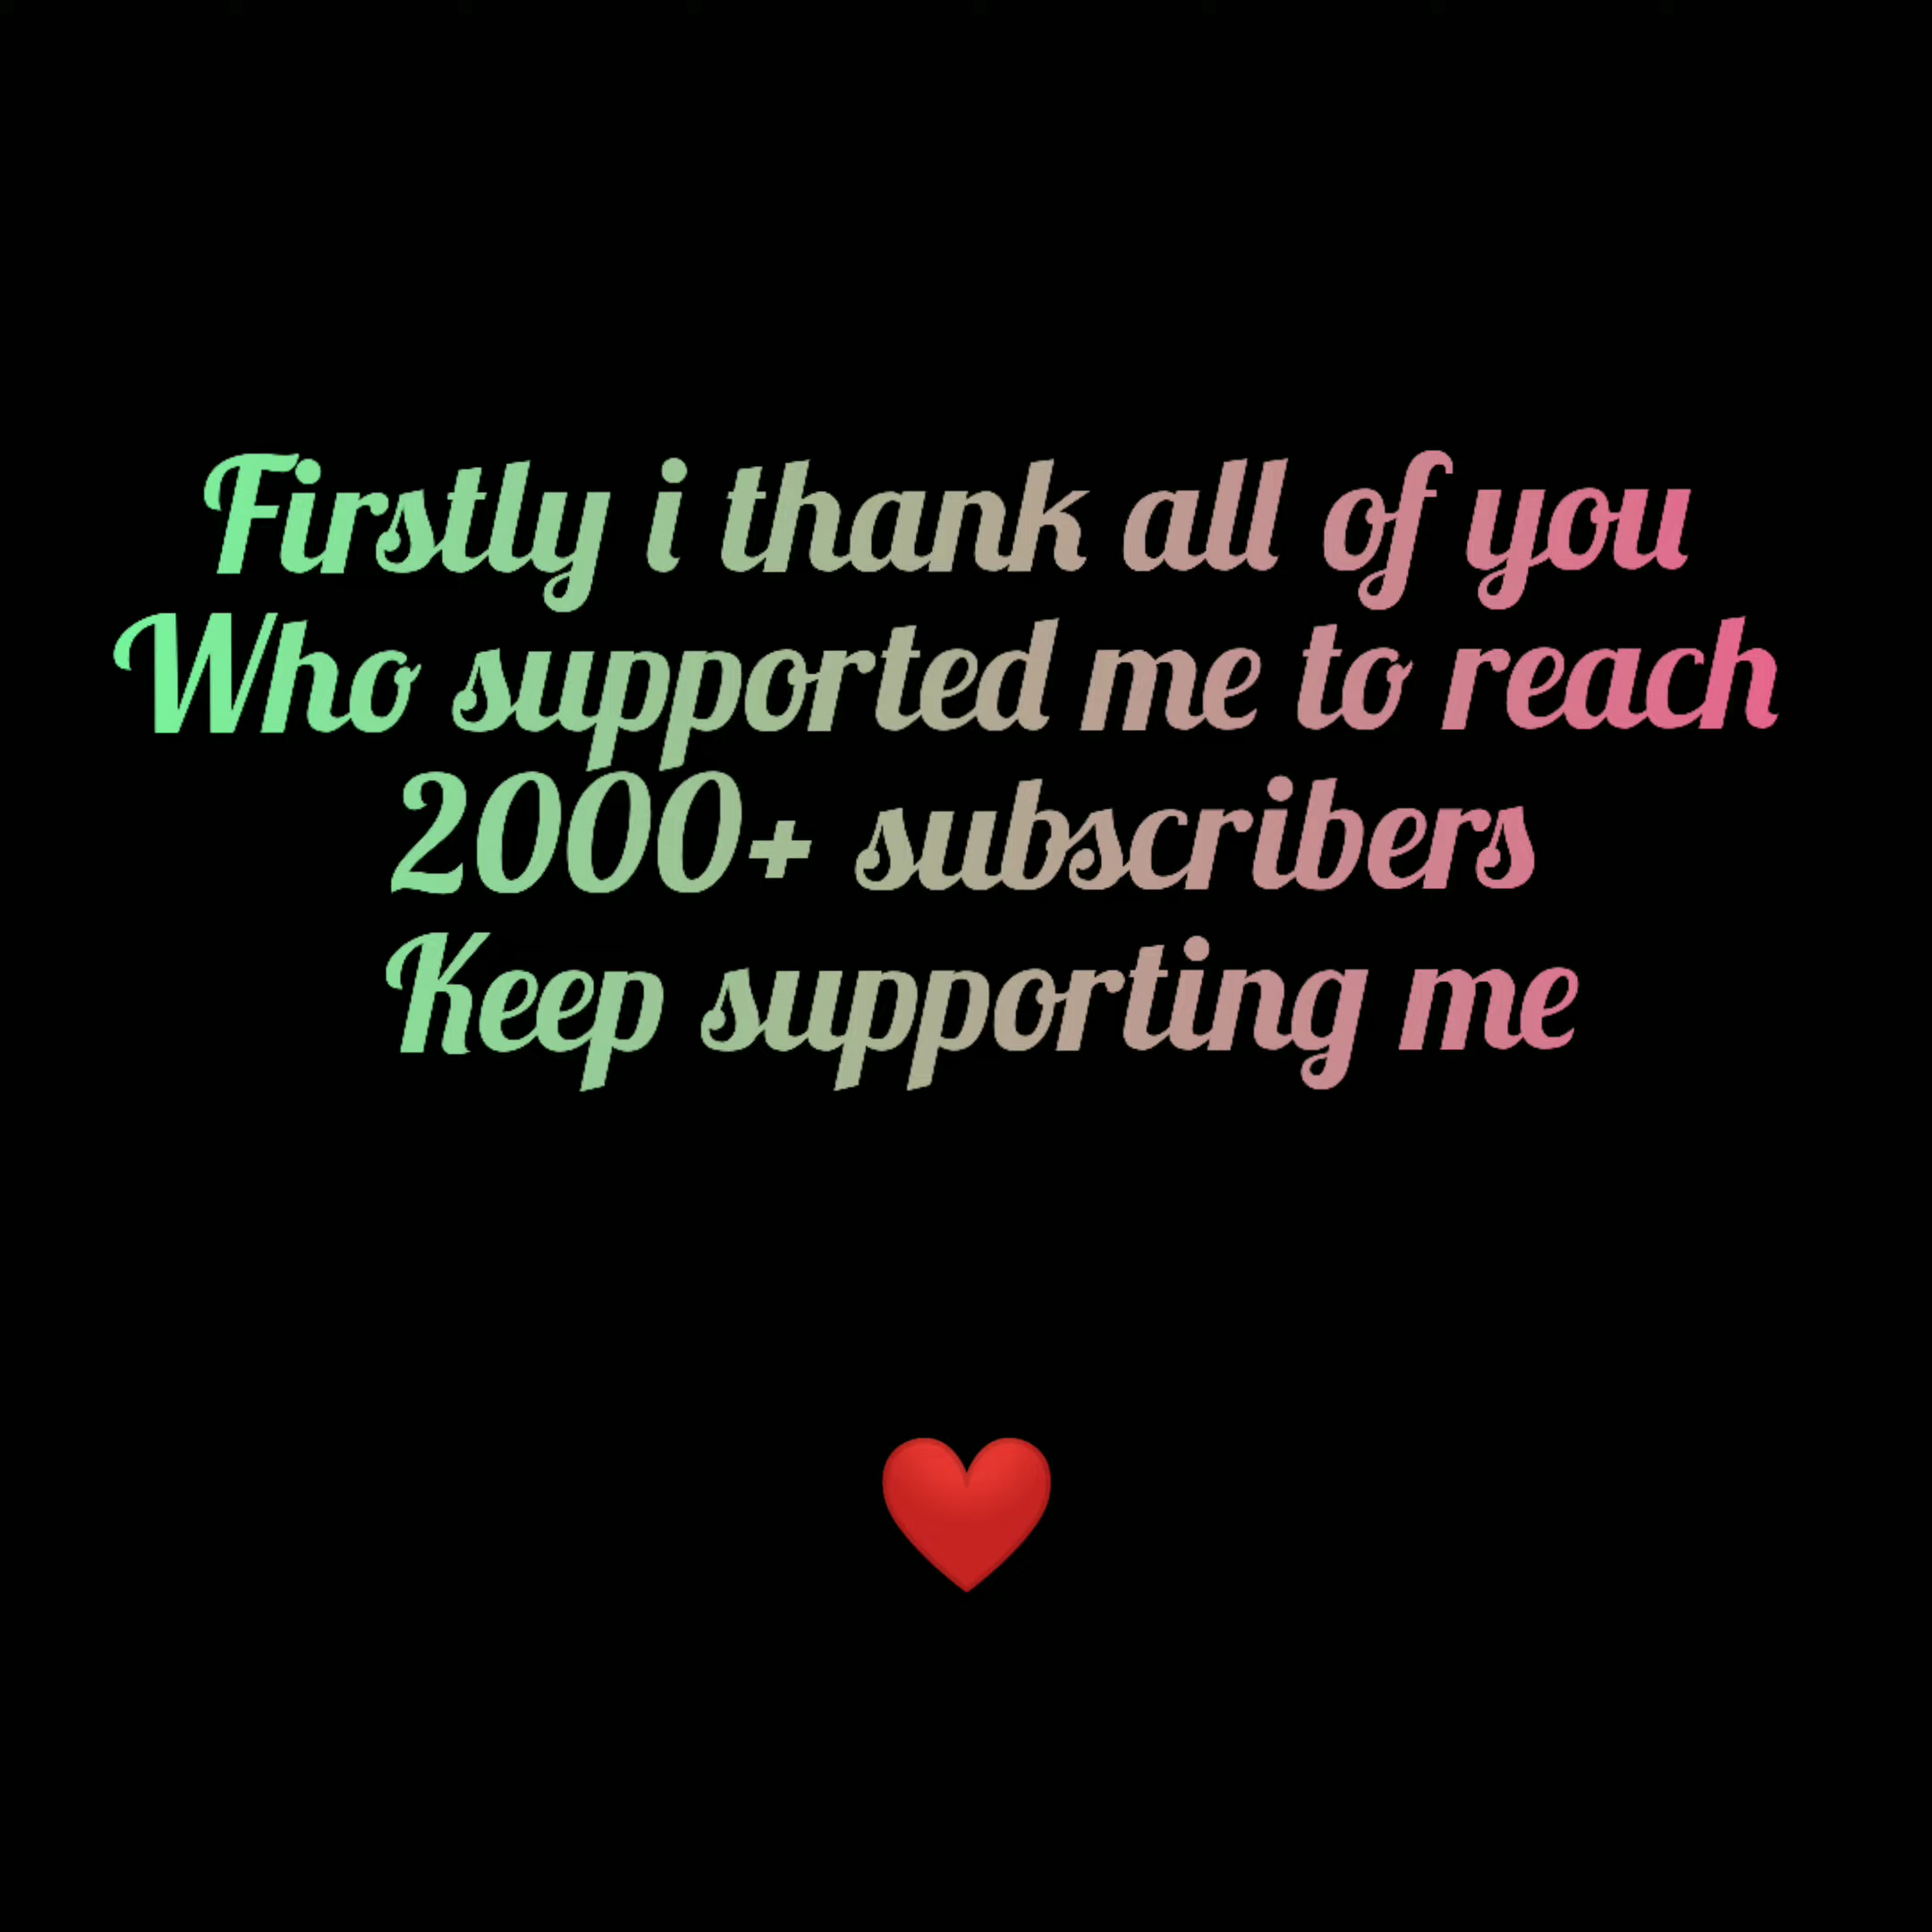 Firstly i thank all of you
Who supported me to reach
2000+ subscribers
Keep supporting me